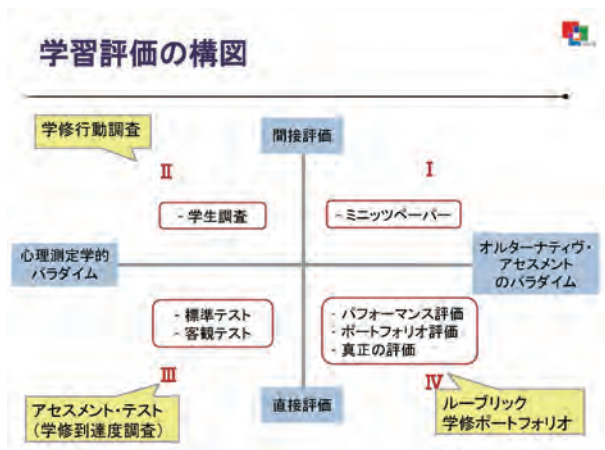 学習評価の構図
学修行動調査
間接評価
Ⅱ
Ⅰ
- 学生調査
- ミニッツペーパー
心理測定学的
パラダイム
オルターナティヴ・
アセスメント
のパラダイム
- 標準テスト
- 客観テスト
- パフォーマンス評価
- ポートフォリオ評価
- 真正の評価
Ⅲ
Ⅳ
アセスメント・テスト
(学修到達度調査)
直接評価
ルーブリック
学修ポートフォリオ